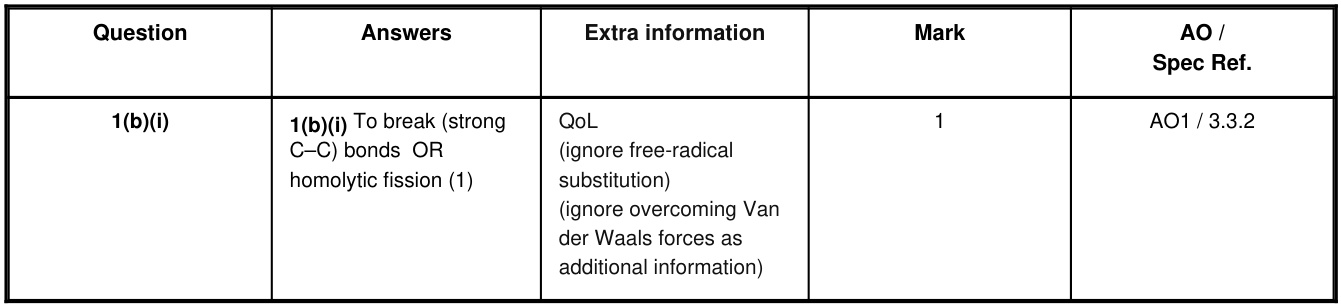 Question Answers Extra information Mark AO /
Spec Ref.
1(b)(i) 1(b)(i) To break (strong QoL 1 AO1 / 3.3.2
C–C) bonds OR (ignore free-radical
homolytic fission (1) substitution)
(ignore overcoming Van
der Waals forces as
additional information)